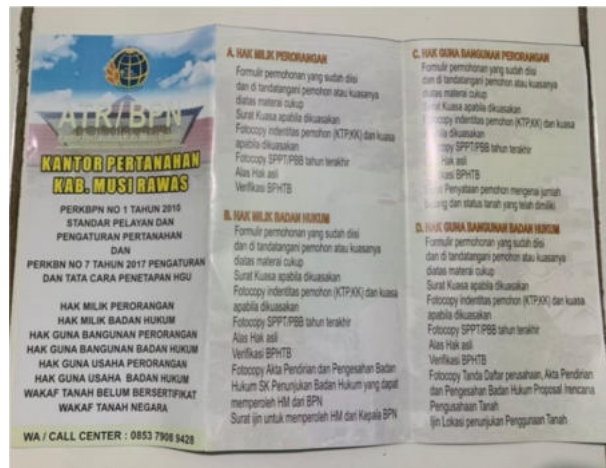 ATR/BPN
KANTOR PERTANAHAN
KAB. MUSI RAWAS
PERKBPN NO 1 TAHUN 2010
STANDAR PELAYAN DAN
PENGATURAN PERTANAHAN
DAN
PERKBN NO 7 TAHUN 2017 PENGATURAN
DAN TATA CARA PENETAPAN HGU
HAK MILIK PERORANGAN
HAK MILIK BADAN HUKUM
HAK GUNA BANGUNAN PERORANGAN
HAK GUNA BANGUNAN BADAN HUKUM
HAK GUNA USAHA PERORANGAN
HAK GUNA USAHA BADAN HUKUM
WAKAF TANAH BELUM BERSERTIFIKAT
WAKAF TANAH NEGARA
WA / CALL CENTER : 0853 7908 9428
A. HAK MILIK PERORANGAN
Formulir permohonan yang sudah diisi
dan di tandatangani pemohon atau kuasanya
diatas materai cukup
Surat Kuasa apabila dikuasakan
Fotocopy indentitas pemohon (KTP,KK) dan kuasa
apabila dikuasakan
Fotocopy SPPT/PBB tahun terakhir
Alas Hak asli
Verifikasi BPHTB
B. HAK MILIK BADAN HUKUM
Formulir permohonan yang sudah diisi
dan di tandatangani pemohon atau kuasanya
diatas materai cukup
Surat Kuasa apabila dikuasakan
Fotocopy indentitas pemohon (KTP,KK) dan kuasa
apabila dikuasakan
Fotocopy SPPT/PBB tahun terakhir
Alas Hak asli
Verifikasi BPHTB
Fotocopy Akta Pendirian dan Pengesahan Badan
Hukum SK Penunjukan Badan Hukum yang dapat
memperoleh HM dari BPN
Surat ijin untuk memperoleh HM dari Kepala BPN
C. HAK GUNA BANGUNAN PERORANGAN
Formulir permohonan yang sudah diisi
dan di tandatangani pemohon atau kuasanya
diatas materai cukup
Surat Kuasa apabila dikuasakan
Fotocopy indentitas pemohon (KTP,KK) dan kuasa
dikuasakan
SPPT/PBB tahun terakhir
Hak asli
BPHTB
Penyataan pemohon mengenai jumlah
bidang dan status tanah yang telah dimiliki
D. HAK GUNA BANGUNAN BADAN HUKUM
Formulir permohonan yang sudah diisi
dan di tandatangani pemohon atau kuasanya
diatas materai cukup
Surat Kuasa apabila dikuasakan
Fotocopy indentitas pemohon (KTP,KK) dan kuasa
apabila dikuasakan
Fotocopy SPPT/PBB tahun terakhir
Alas Hak asli
Verifikasi BPHTB
Fotocopy Tanda Daftar perusahaan, Akta Pendirian
dan Pengesahan Badan Hukum Proposal /rencana
Pengusahaan Tanah
Ijin Lokasi penunjukan Penggunaan Tanah